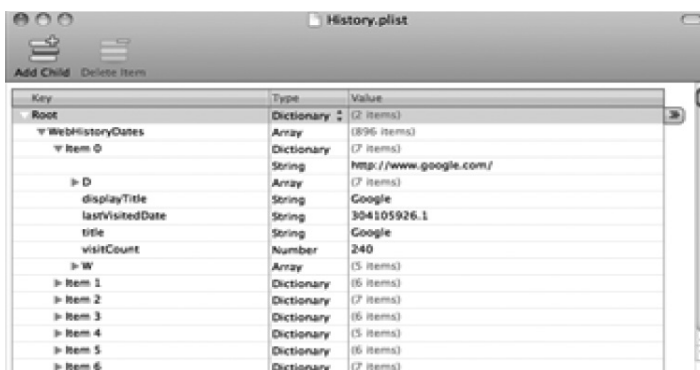 History.plist
Add Child Delete Item
Key Type Value
Root Dictionary (2 items)
WebHistoryDates Array (896 items)
Item 0 Dictionary (7 items)
String http://www.google.com/
D Array (7 items)
displayTitle String Google
lastVisitedDate String 304105926.1
title String Google
visitCount Number 240
W Array (5 items)
Item 1 Dictionary (6 items)
Item 2 Dictionary (7 items)
Item 3 Dictionary (6 items)
Item 4 Dictionary (5 items)
Item 5 Dictionary (6 items)
Item 6 Dictionary (7 items)